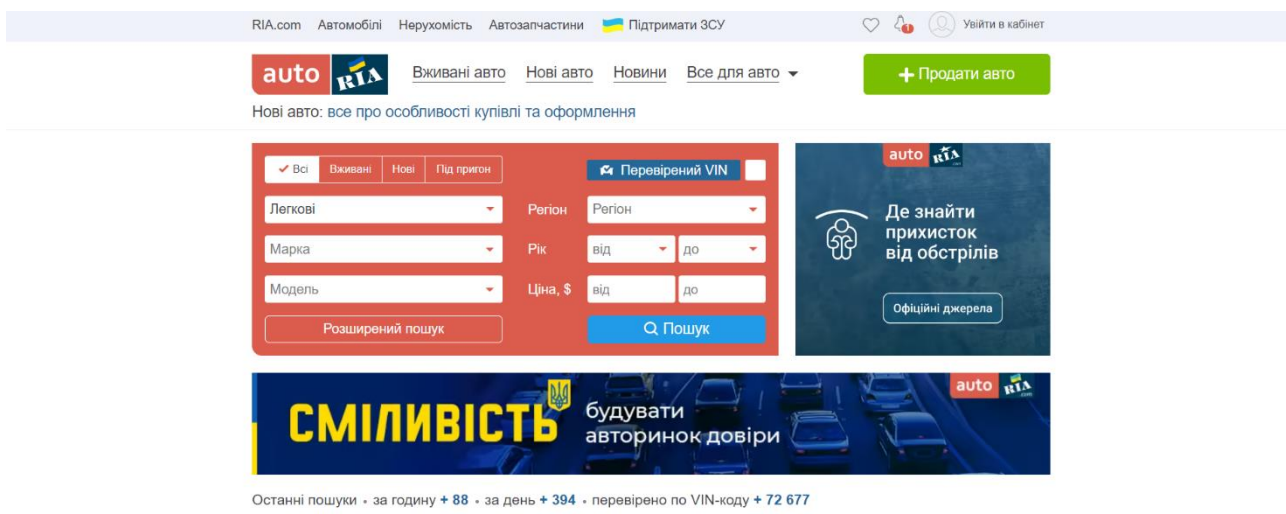 RIA.com Автомобілі Нерухомість Автозапчастини Підтримати ЗСУ 1 Увійти в кабінет
auto RIA Вживані авто Нові авто Новини Все для авто + Продати авто
Нові авто: все про особливості купівлі та оформлення
Всі Вживані Нові Під пригон Перевірений VIN
Легкові Регіон Регіон
Марка Рік від до
Модель Ціна, $ від до
Розширений пошук Пошук
auto RIA .com
Де знайти
прихисток
від обстрілів
Офіційні джерела
auto RIA .com
СМІЛИВІСТЬ будувати
авторинок довіри
Останні пошуки • за годину + 88 • за день + 394 • перевірено по VIN-коду + 72 677